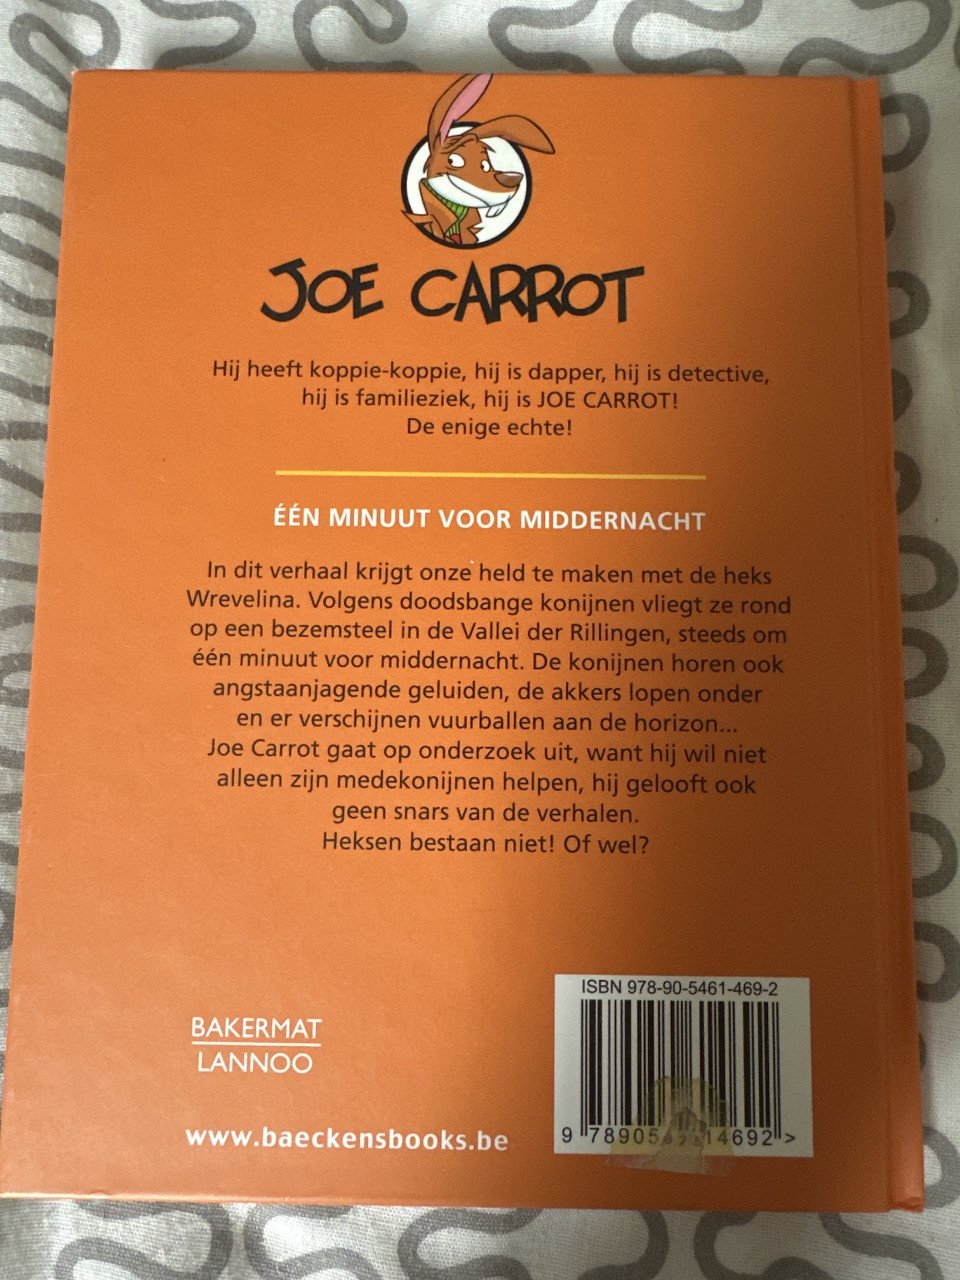 JOE CARROT
Hij heeft koppie-koppie, hij is dapper, hij is detective,
hij is familieziek, hij is JOE CARROT!
De enige echte!
ÉÉN MINUUT VOOR MIDDERNACHT
In dit verhaal krijgt onze held te maken met de heks
Wrevelina. Volgens doodsbange konijnen vliegt ze rond
op een bezemsteel in de Vallei der Rillingen, steeds om
één minuut voor middernacht. De konijnen horen ook
angstaanjagende geluiden, de akkers lopen onder
en er verschijnen vuurballen aan de horizon...
Joe Carrot gaat op onderzoek uit, want hij wil niet
alleen zijn medekonijnen helpen, hij gelooft ook
geen snars van de verhalen.
Heksen bestaan niet! Of wel?
ISBN 978-90-5461-469-2
BAKERMAT
LANNOO
www.baeckensbooks.be